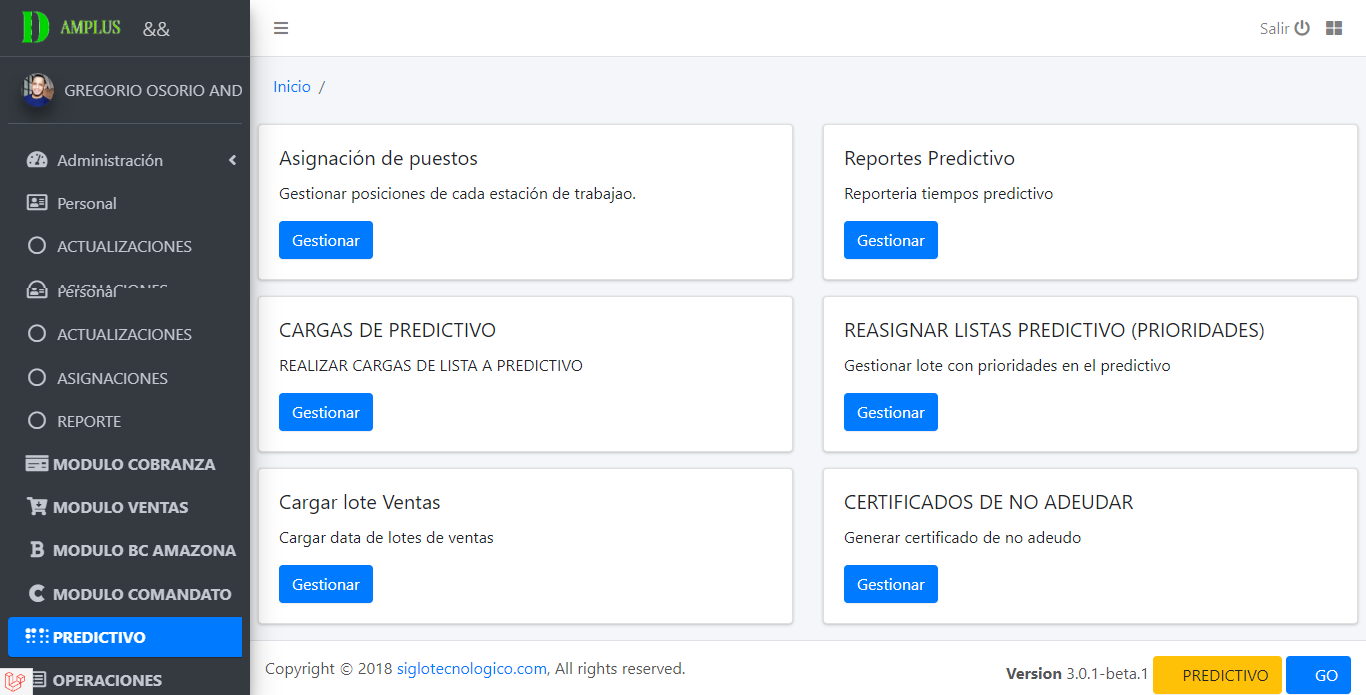 AMPLUS &&
GREGORIO OSORIO AND
Administración
Personal
ACTUALIZACIONES
ASIGNACIONES
Personal
ACTUALIZACIONES
ASIGNACIONES
REPORTE
MODULO COBRANZA
MODULO VENTAS
MODULO BC AMAZONA
MODULO COMANDATO
PREDICTIVO
OPERACIONES
Salir
Inicio /
Asignación de puestos
Gestionar posiciones de cada estación de trabajao.
Gestionar
Reportes Predictivo
Reporteria tiempos predictivo
Gestionar
CARGAS DE PREDICTIVO
REALIZAR CARGAS DE LISTA A PREDICTIVO
Gestionar
REASIGNAR LISTAS PREDICTIVO (PRIORIDADES)
Gestionar lote con prioridades en el predictivo
Gestionar
Cargar lote Ventas
Cargar data de lotes de ventas
Gestionar
CERTIFICADOS DE NO ADEUDAR
Generar certificado de no adeudo
Gestionar
Copyright © 2018 siglotecnologico.com, All rights reserved.
Version 3.0.1-beta.1
PREDICTIVO
GO